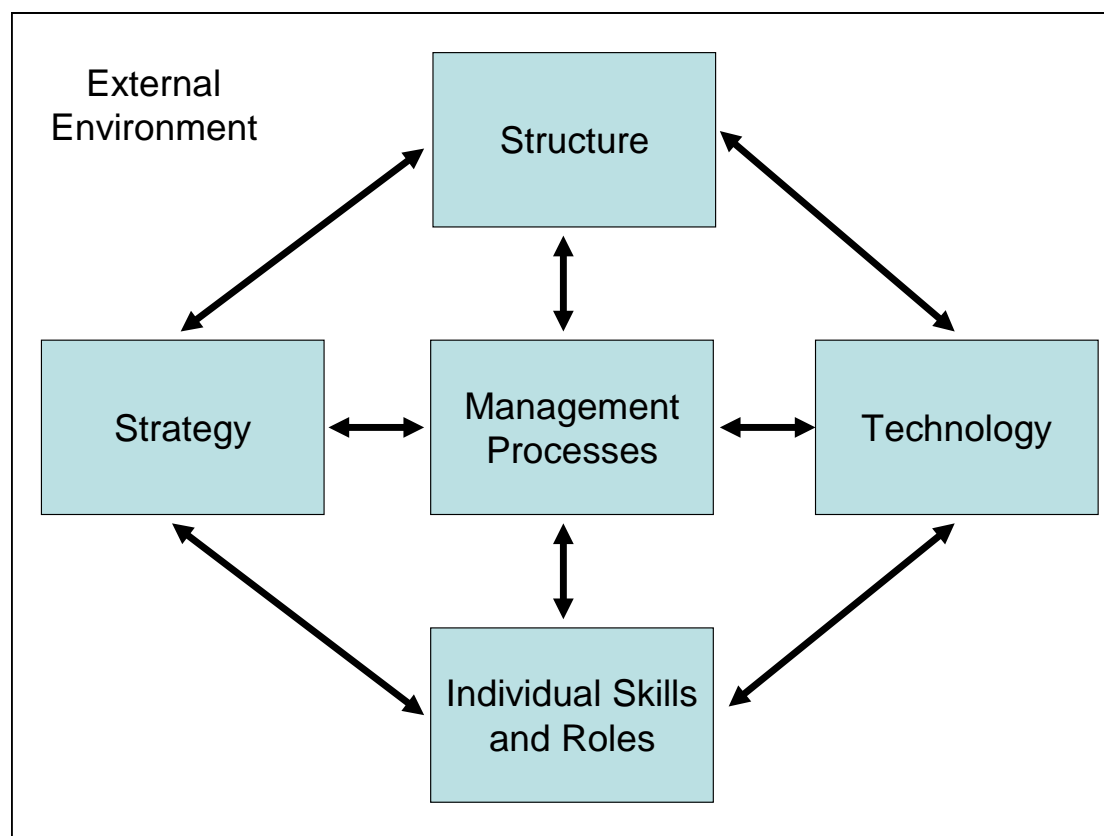 External
Environment
Structure
Strategy
Management
Processes
Technology
Individual Skills
and Roles